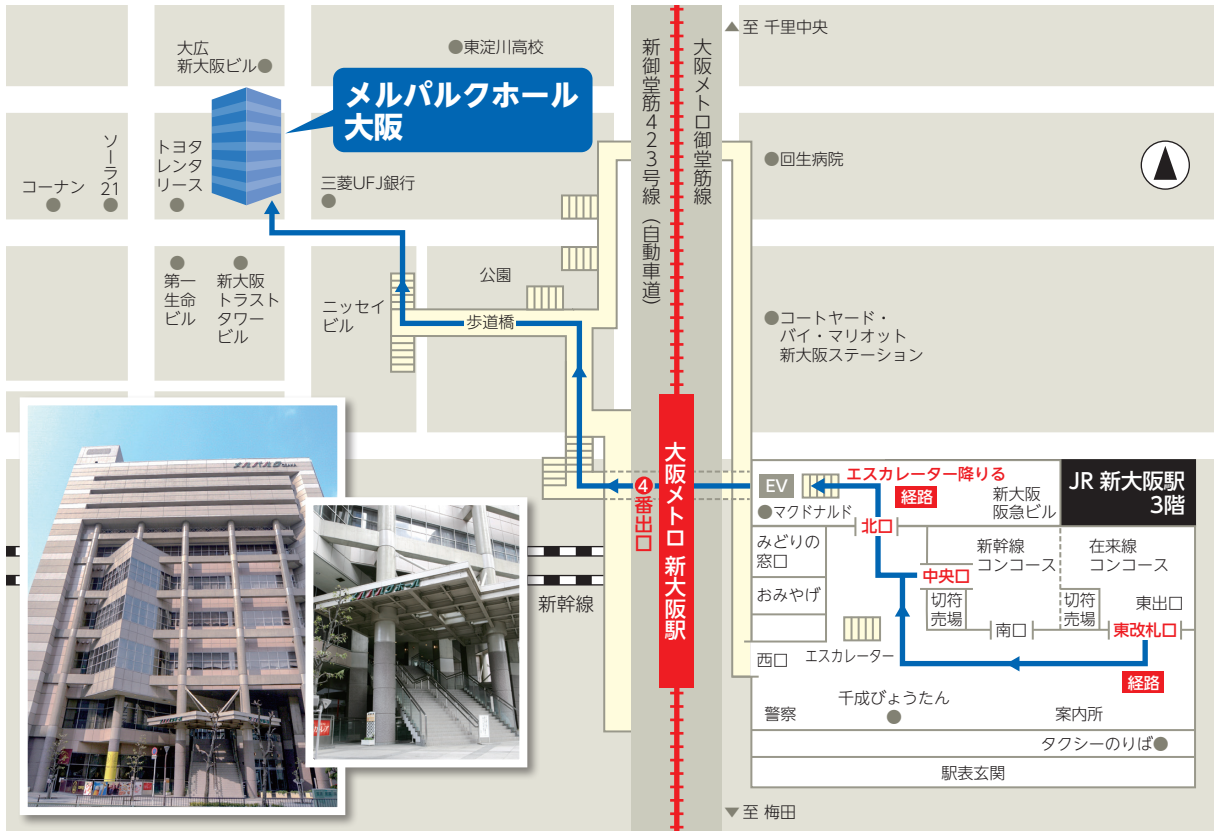 ▲至 千里中央
大広
新大阪ビル
東淀川高校
メルパルクホール
大阪
新御堂筋423号線（自動車道）
大阪メトロ御堂筋線
コーナン
ソーラ21
トヨタ
レンタ
リース
三菱UFJ銀行
回生病院
第一
生命
ビル
新大阪
トラスト
タワー
ビル
ニッセイ
ビル
公園
歩道橋
コートヤード・
バイ・マリオット
新大阪ステーション
大阪メトロ 新大阪駅
④番出口
新幹線
JR 新大阪駅
3階
エスカレーター降りる
経路
EV
マクドナルド
新大阪
阪急ビル
北口
みどりの
窓口
おみやげ
中央口
新幹線
コンコース
在来線
コンコース
切符
売場
切符
売場
東出口
南口
東改札口
西口
エスカレーター
経路
千成びょうたん
警察
案内所
タクシーのりば
駅表玄関
▼至 梅田
メルパルク
メルパルクホール